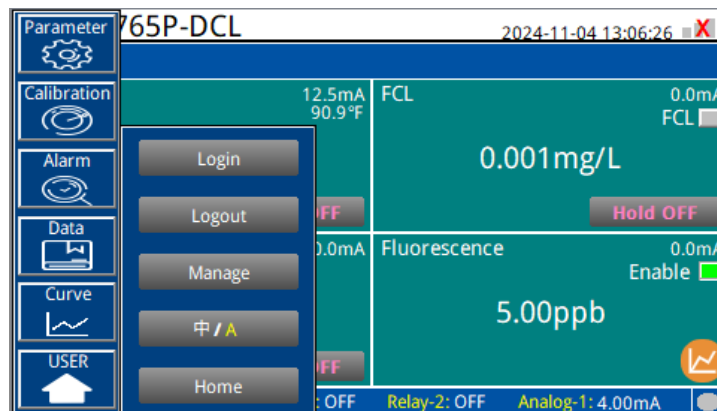 Parameter
765P-DCL
2024-11-04 13:06:26
X
Calibration
12.5mA
90.9°F
FCL
0.0mA
FCL
Alarm
Login
0.001mg/L
Logout
FF
Hold OFF
Data
0.0mA
Fluorescence
0.0mA
Manage
Enable
Curve
中/A
5.00ppb
USER
FF
Home
: OFF
Relay-2: OFF
Analog-1: 4.00mA